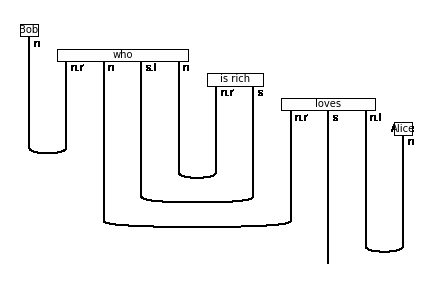 Bob
n
who
n.r n s.l n
is rich
n.r s
loves
n.r s n.l
Alice
n